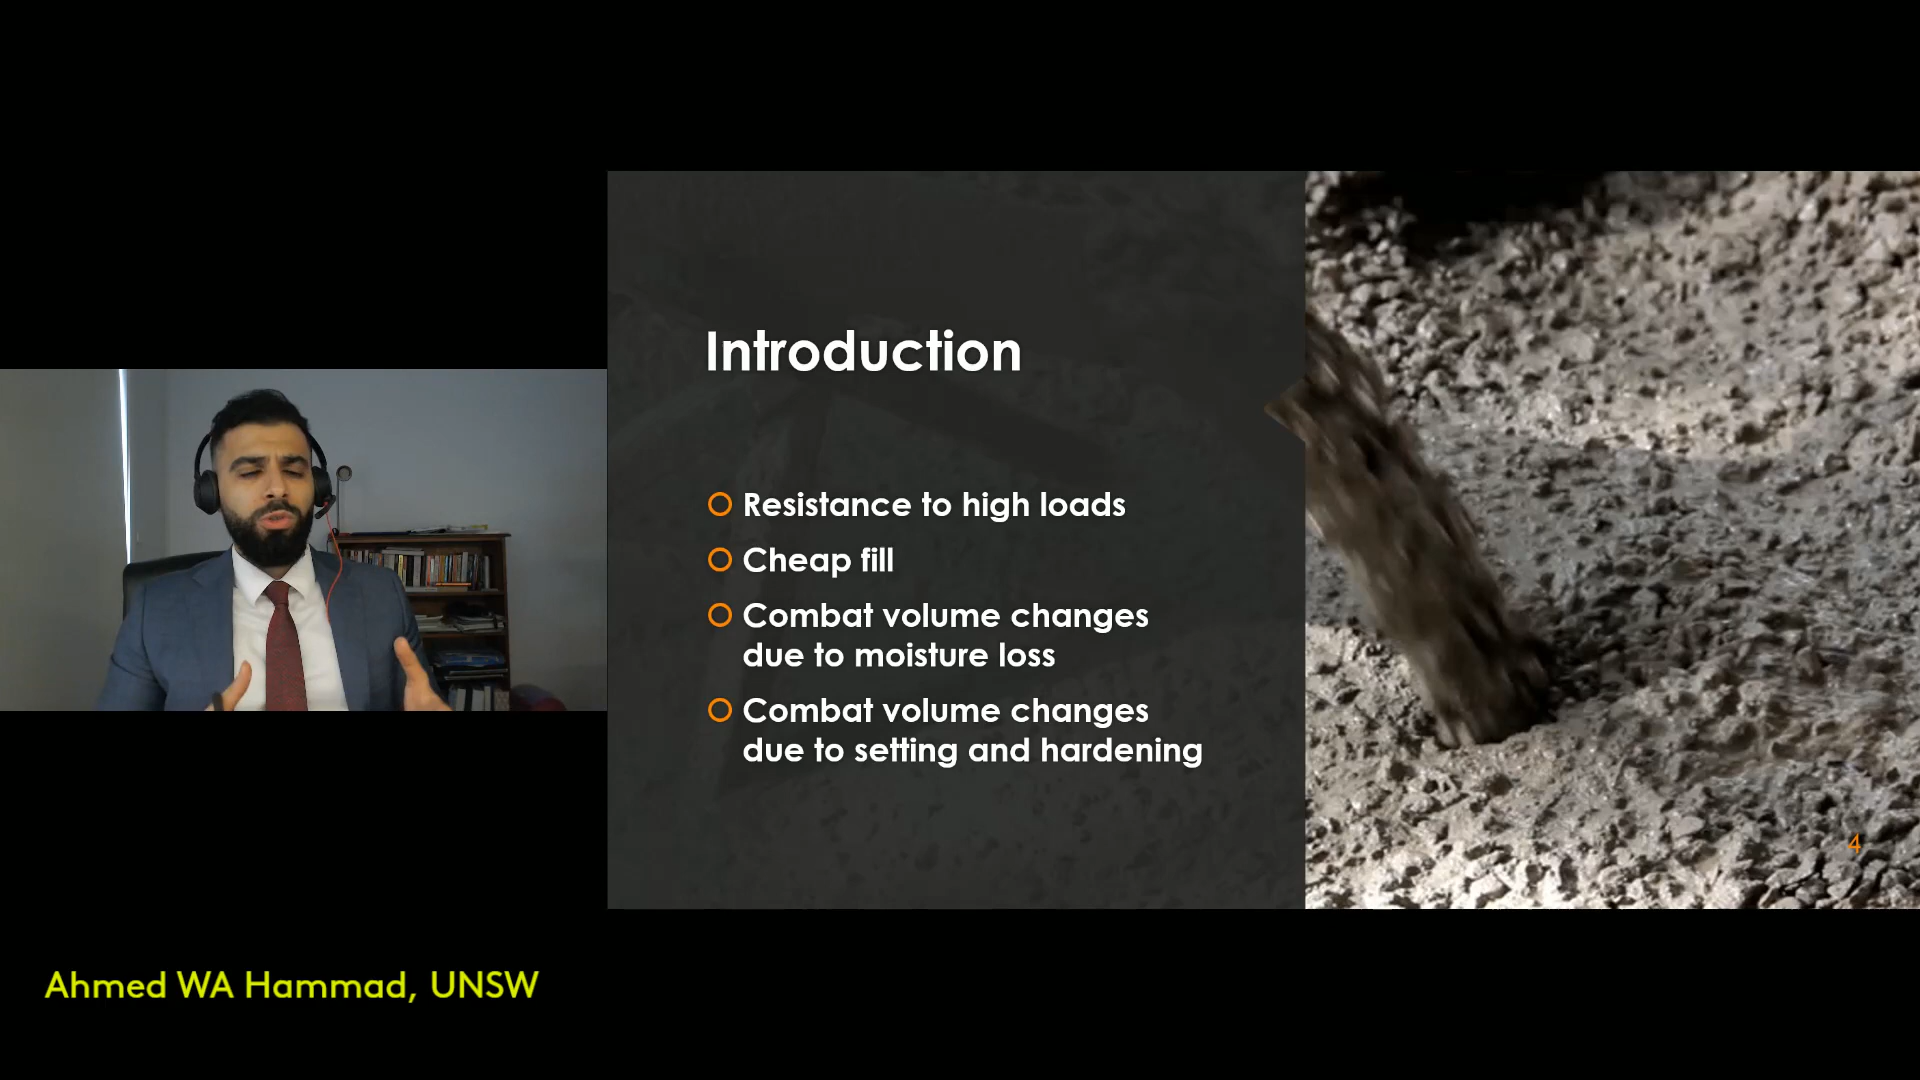 Introduction
Resistance to high loads
Cheap fill
Combat volume changes
due to moisture loss
Combat volume changes
due to setting and hardening
4
Ahmed WA Hammad, UNSW